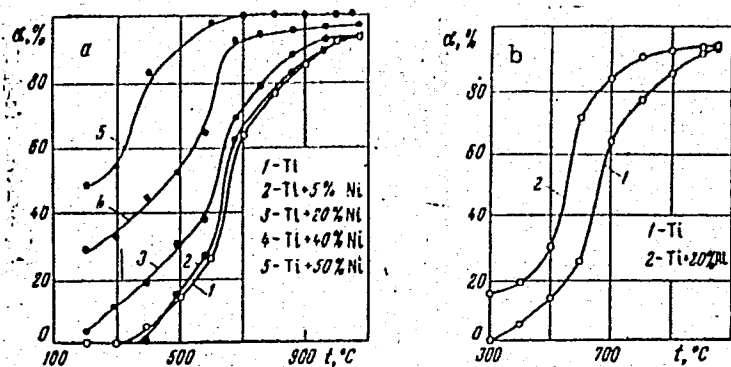 α, %
a
80
60
40
20
0
100
500
900
t, °C
5
4
3
2
1
1-Ti
2-Ti+5% Ni
3-Ti+20% Ni
4-Ti+40% Ni
5-Ti+50% Ni
α, %
b
80
60
40
20
0
300
700
t, °C
2
1
1-Ti
2-Ti+20%Al